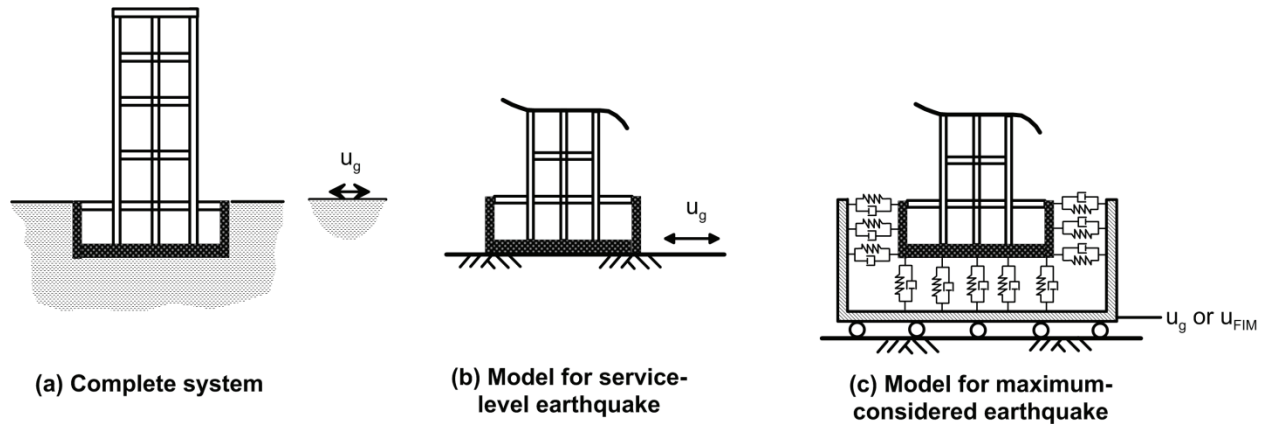 u_g
u_g
u_g or u_FIM
(a) Complete system
(b) Model for service-
level earthquake
(c) Model for maximum-
considered earthquake